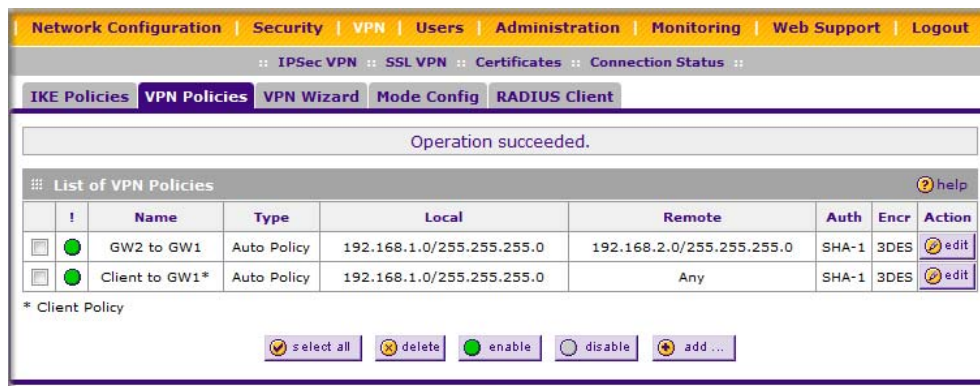 Network Configuration | Security | VPN | Users | Administration | Monitoring | Web Support | Logout
:: IPSec VPN :: SSL VPN :: Certificates :: Connection Status ::
IKE Policies VPN Policies VPN Wizard Mode Config RADIUS Client
Operation succeeded.
List of VPN Policies ? help
! Name Type Local Remote Auth Encr Action
GW2 to GW1 Auto Policy 192.168.1.0/255.255.255.0 192.168.2.0/255.255.255.0 SHA-1 3DES edit
Client to GW1* Auto Policy 192.168.1.0/255.255.255.0 Any SHA-1 3DES edit
* Client Policy
select all delete enable disable add ...